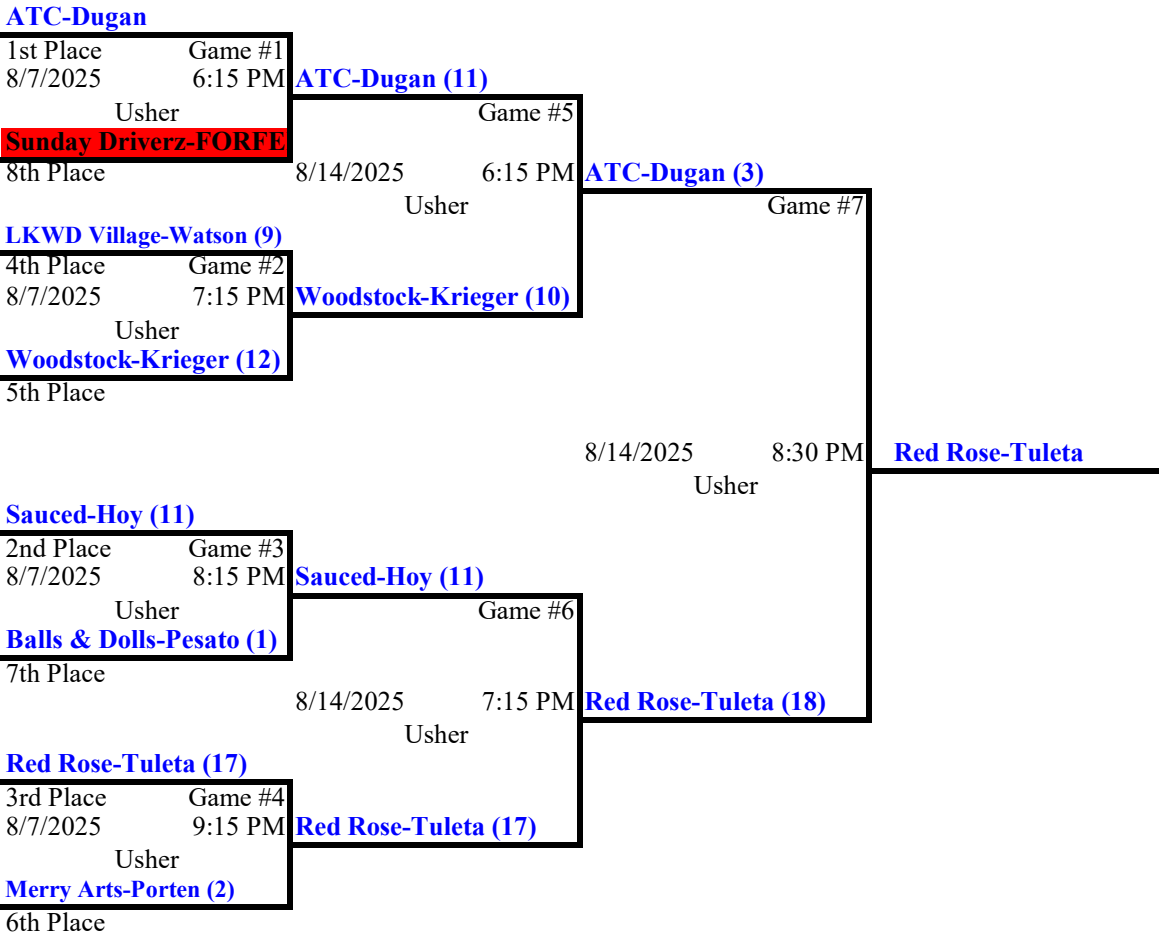 ATC-Dugan
1st Place Game #1
8/7/2025 6:15 PM
Usher
Sunday Driverz-FORFE
8th Place
LKWD Village-Watson (9)
4th Place Game #2
8/7/2025 7:15 PM
Usher
Woodstock-Krieger (12)
5th Place
Sauced-Hoy (11)
2nd Place Game #3
8/7/2025 8:15 PM
Usher
Balls & Dolls-Pesato (1)
7th Place
Red Rose-Tuleta (17)
3rd Place Game #4
8/7/2025 9:15 PM
Usher
Merry Arts-Porten (2)
6th Place
ATC-Dugan (11)
Game #5
8/14/2025 6:15 PM
Usher
Woodstock-Krieger (10)
Sauced-Hoy (11)
Game #6
8/14/2025 7:15 PM
Usher
Red Rose-Tuleta (17)
ATC-Dugan (3)
Game #7
8/14/2025 8:30 PM
Usher
Red Rose-Tuleta (18)
Red Rose-Tuleta